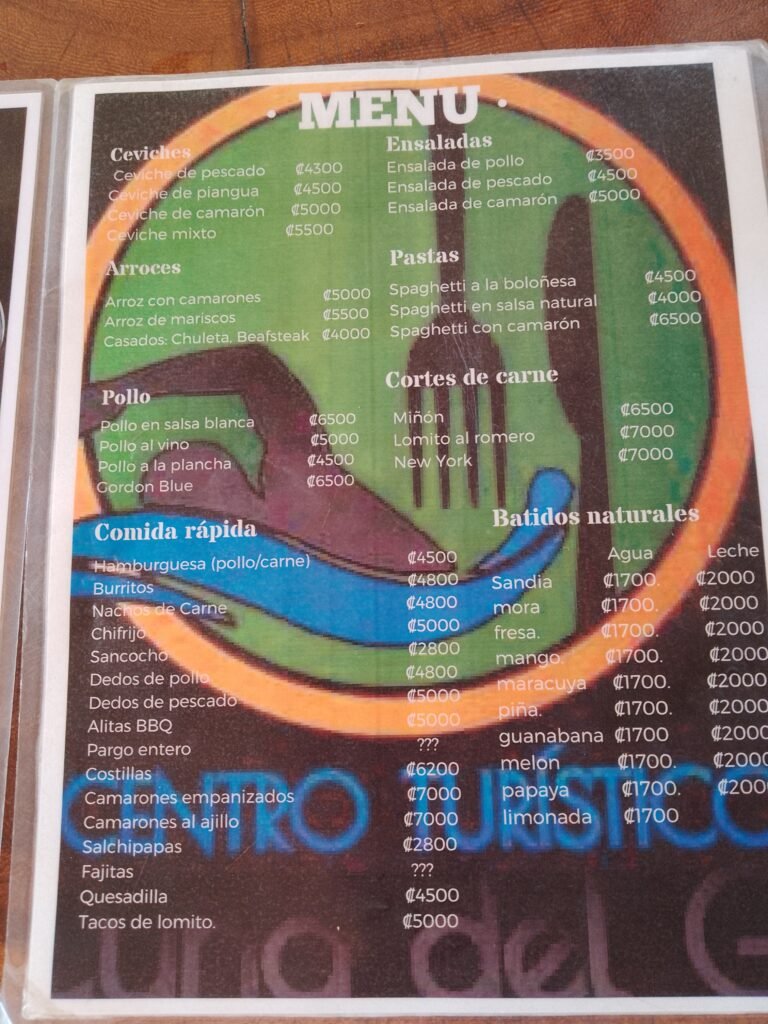 · MENU ·
Ceviches
Ceviche de pescado ₡4300
Ceviche de piangua ₡4500
Ceviche de camarón ₡5000
Ceviche mixto ₡5500
Arroces
Arroz con camarones ₡5000
Arroz de mariscos ₡5500
Casados: Chuleta, Beafsteak ₡4000
Pollo
Pollo en salsa blanca ₡6500
Pollo al vino ₡5000
Pollo a la plancha ₡4500
Gordon Blue ₡6500
Comida rápida
Hamburguesa (pollo/carne) ₡4500
Burritos ₡4800
Nachos de Carne ₡4800
Chifrijo ₡5000
Sancocho ₡2800
Dedos de pollo ₡4800
Dedos de pescado ₡5000
Alitas BBQ ₡5000
Pargo entero ???
Costillas ₡6200
Camarones empanizados ₡7000
Camarones al ajillo ₡7000
Salchipapas ₡2800
Fajitas ???
Quesadilla ₡4500
Tacos de lomito. ₡5000
Ensaladas
Ensalada de pollo ₡3500
Ensalada de pescado ₡4500
Ensalada de camarón ₡5000
Pastas
Spaghetti a la boloñesa ₡4500
Spaghetti en salsa natural ₡4000
Spaghetti con camarón ₡6500
Cortes de carne
Miñón ₡6500
Lomito al romero ₡7000
New York ₡7000
Batidos naturales
Agua Leche
Sandia ₡1700. ₡2000
mora ₡1700. ₡2000
fresa. ₡1700. ₡2000
mango. ₡1700. ₡2000
maracuya ₡1700. ₡2000
piña. ₡1700. ₡2000
guanabana ₡1700 ₡2000
melon ₡1700. ₡2000
papaya ₡1700. ₡2000
limonada ₡1700
CENTRO TURÍSTICO
del